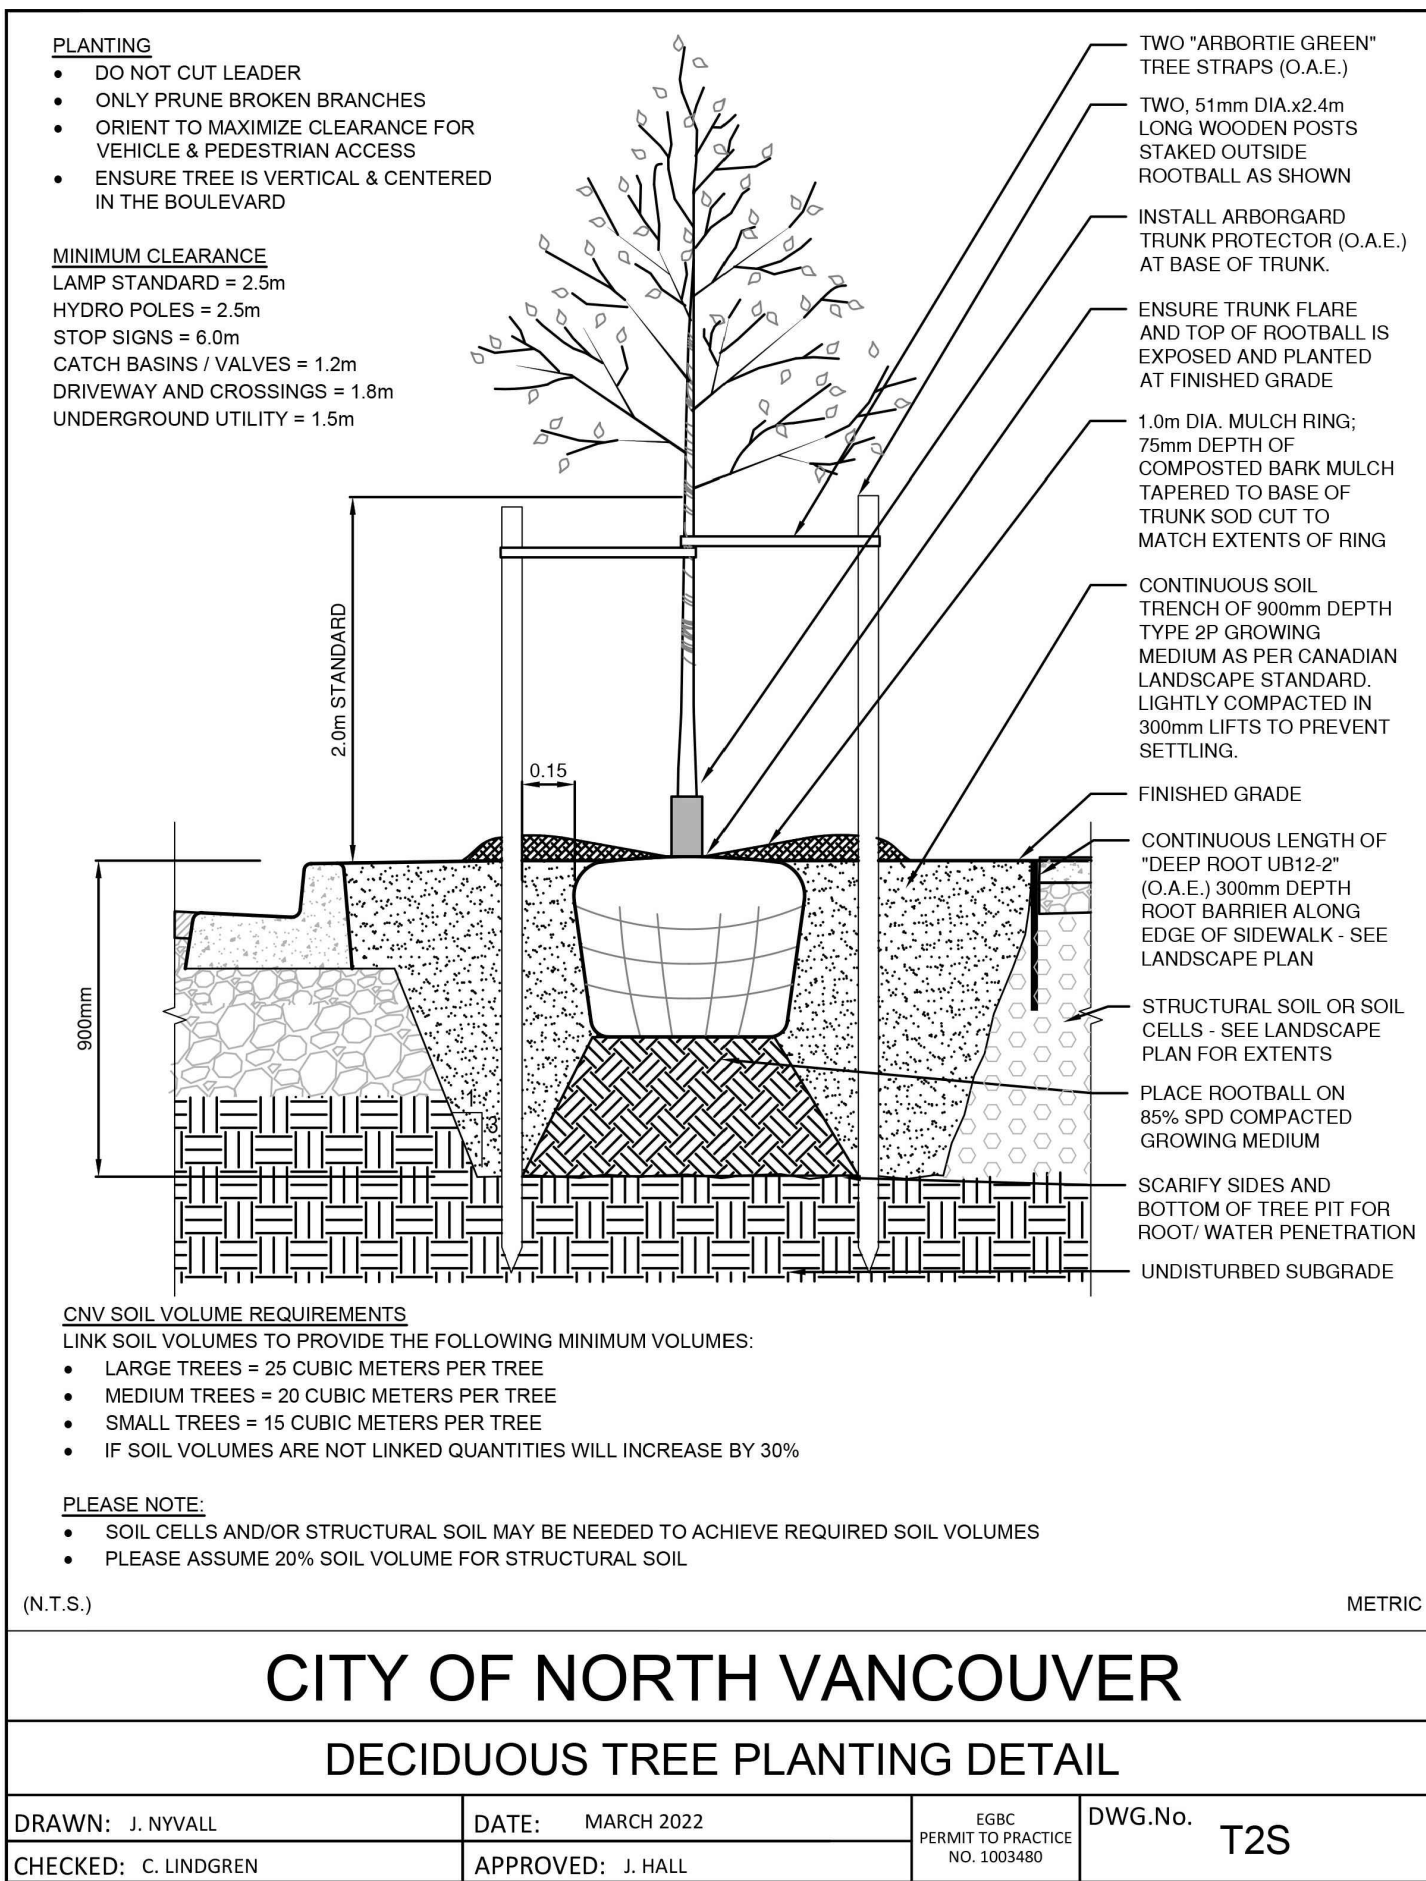 PLANTING
• DO NOT CUT LEADER
• ONLY PRUNE BROKEN BRANCHES
• ORIENT TO MAXIMIZE CLEARANCE FOR
VEHICLE & PEDESTRIAN ACCESS
• ENSURE TREE IS VERTICAL & CENTERED
IN THE BOULEVARD
MINIMUM CLEARANCE
LAMP STANDARD = 2.5m
HYDRO POLES = 2.5m
STOP SIGNS = 6.0m
CATCH BASINS / VALVES = 1.2m
DRIVEWAY AND CROSSINGS = 1.8m
UNDERGROUND UTILITY = 1.5m
TWO "ARBORTIE GREEN"
TREE STRAPS (O.A.E.)
TWO, 51mm DIA.x2.4m
LONG WOODEN POSTS
STAKED OUTSIDE
ROOTBALL AS SHOWN
INSTALL ARBORGARD
TRUNK PROTECTOR (O.A.E.)
AT BASE OF TRUNK.
ENSURE TRUNK FLARE
AND TOP OF ROOTBALL IS
EXPOSED AND PLANTED
AT FINISHED GRADE
1.0m DIA. MULCH RING;
75mm DEPTH OF
COMPOSTED BARK MULCH
TAPERED TO BASE OF
TRUNK SOD CUT TO
MATCH EXTENTS OF RING
CONTINUOUS SOIL
TRENCH OF 900mm DEPTH
TYPE 2P GROWING
MEDIUM AS PER CANADIAN
LANDSCAPE STANDARD.
LIGHTLY COMPACTED IN
300mm LIFTS TO PREVENT
SETTLING.
FINISHED GRADE
CONTINUOUS LENGTH OF
"DEEP ROOT UB12-2"
(O.A.E.) 300mm DEPTH
ROOT BARRIER ALONG
EDGE OF SIDEWALK - SEE
LANDSCAPE PLAN
STRUCTURAL SOIL OR SOIL
CELLS - SEE LANDSCAPE
PLAN FOR EXTENTS
PLACE ROOTBALL ON
85% SPD COMPACTED
GROWING MEDIUM
SCARIFY SIDES AND
BOTTOM OF TREE PIT FOR
ROOT/ WATER PENETRATION
UNDISTURBED SUBGRADE
2.0m STANDARD
0.15
900mm
1
3
CNV SOIL VOLUME REQUIREMENTS
LINK SOIL VOLUMES TO PROVIDE THE FOLLOWING MINIMUM VOLUMES:
• LARGE TREES = 25 CUBIC METERS PER TREE
• MEDIUM TREES = 20 CUBIC METERS PER TREE
• SMALL TREES = 15 CUBIC METERS PER TREE
• IF SOIL VOLUMES ARE NOT LINKED QUANTITIES WILL INCREASE BY 30%
PLEASE NOTE:
• SOIL CELLS AND/OR STRUCTURAL SOIL MAY BE NEEDED TO ACHIEVE REQUIRED SOIL VOLUMES
• PLEASE ASSUME 20% SOIL VOLUME FOR STRUCTURAL SOIL
(N.T.S.)
METRIC
CITY OF NORTH VANCOUVER
DECIDUOUS TREE PLANTING DETAIL
DRAWN: J. NYVALL
DATE: MARCH 2022
CHECKED: C. LINDGREN
APPROVED: J. HALL
EGBC
PERMIT TO PRACTICE
NO. 1003480
DWG.No.
T2S